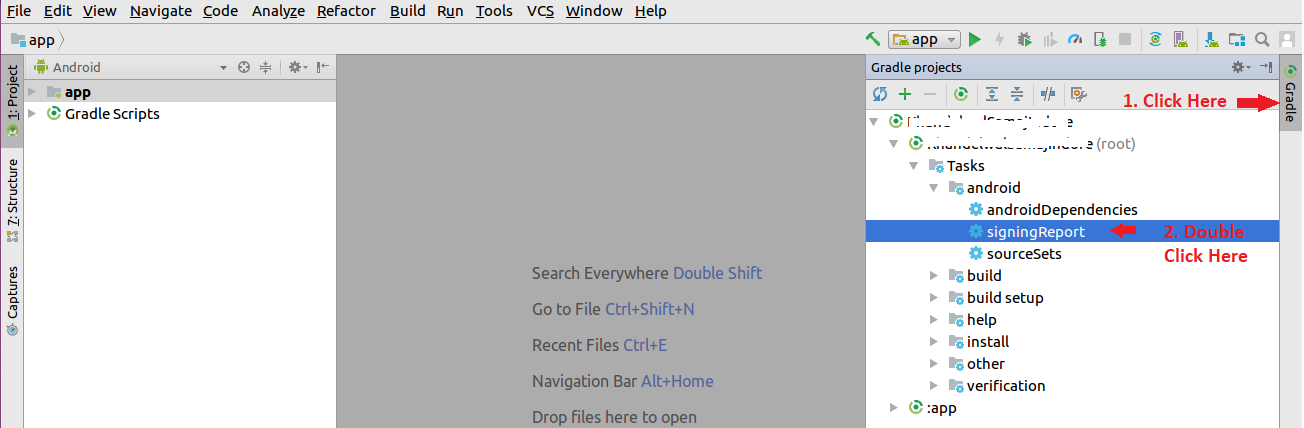 File Edit View Navigate Code Analyze Refactor Build Run Tools VCS Window Help
app
app
1: Project
7: Structure
Captures
Android
app
Gradle Scripts
Search Everywhere Double Shift
Go to File Ctrl+Shift+N
Recent Files Ctrl+E
Navigation Bar Alt+Home
Drop files here to open
Gradle projects
1. Click Here
(root)
Tasks
android
androidDependencies
signingReport
2. Double
Click Here
sourceSets
build
build setup
help
install
other
verification
:app
Gradle